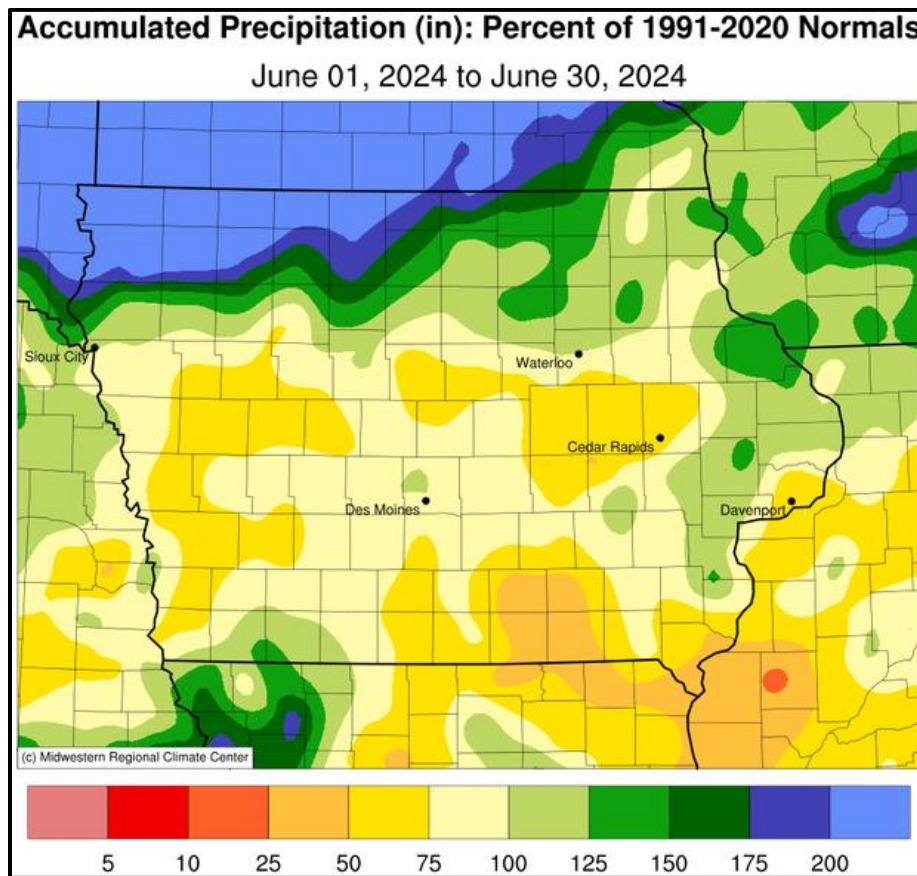 Accumulated Precipitation (in): Percent of 1991-2020 Normals
June 01, 2024 to June 30, 2024
Sioux City
Waterloo
Cedar Rapids
Des Moines
Davenport
(c) Midwestern Regional Climate Center
5 10 25 50 75 100 125 150 175 200